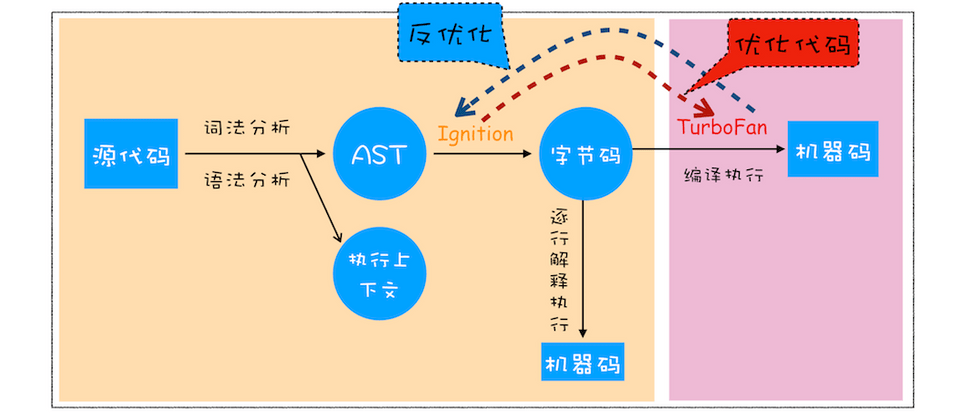 反优化
优化代码
源代码
词法分析
语法分析
AST
Ignition
字节码
TurboFan
编译执行
机器码
执行上
下文
逐行解释执行
机器码